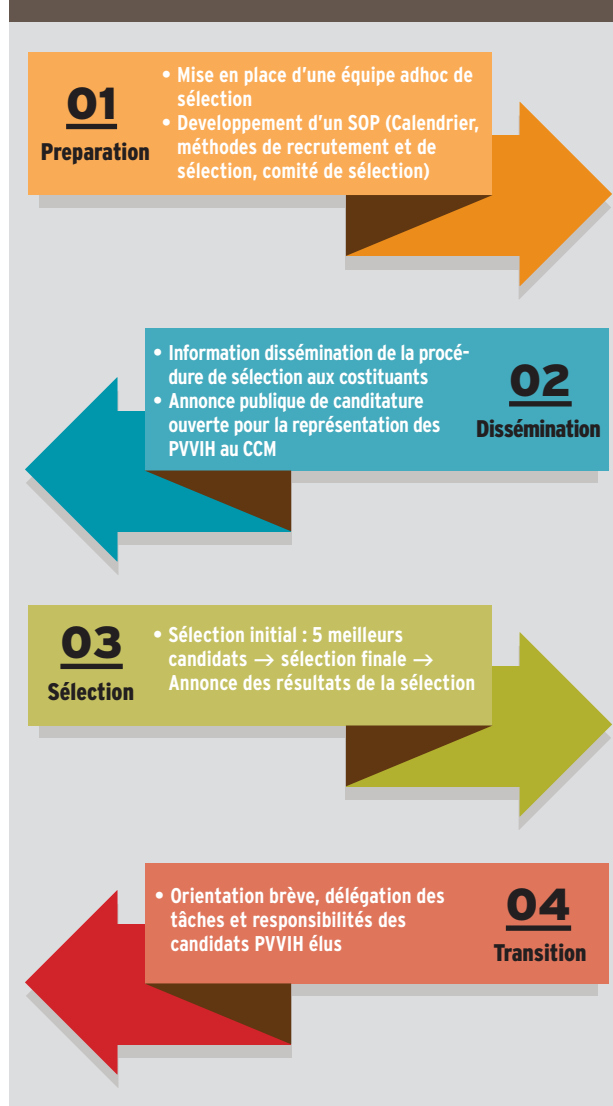 01
Preparation
• Mise en place d'une équipe adhoc de
sélection
• Developpement d'un SOP (Calendrier,
méthodes de recrutement et de
sélection, comité de sélection)
• Information dissémination de la procé-
dure de sélection aux costituants
• Annonce publique de canditature
ouverte pour la représentation des
PVVIH au CCM
02
Dissémination
03
Sélection
• Sélection initial : 5 meilleurs
candidats → sélection finale →
Annonce des résultats de la sélection
• Orientation brève, délégation des
tâches et responsibilités des
candidats PVVIH élus
04
Transition